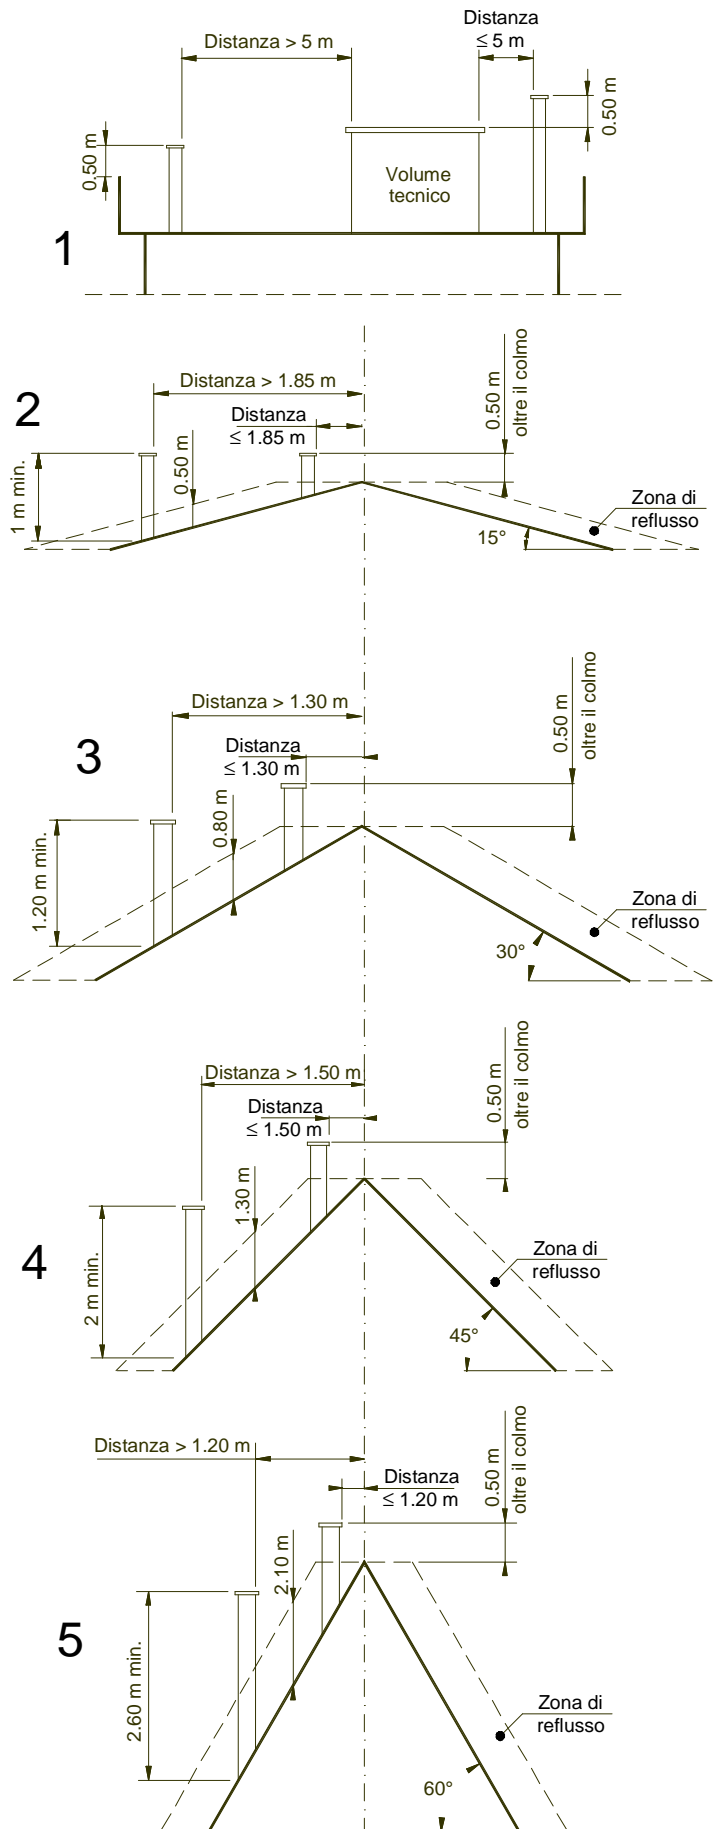 Distanza
≤ 5 m
Distanza > 5 m
0.50 m
0.50 m
Volume
tecnico
1
2
Distanza > 1.85 m
Distanza
≤ 1.85 m
0.50 m
oltre il colmo
0.50 m
1 m min.
Zona di
reflusso
15°
3
Distanza > 1.30 m
Distanza
≤ 1.30 m
0.50 m
oltre il colmo
0.80 m
1.20 m min.
Zona di
reflusso
30°
4
Distanza > 1.50 m
Distanza
≤ 1.50 m
0.50 m
oltre il colmo
1.30 m
2 m min.
Zona di
reflusso
45°
5
Distanza > 1.20 m
Distanza
≤ 1.20 m
0.50 m
oltre il colmo
2.10 m
2.60 m min.
Zona di
reflusso
60°